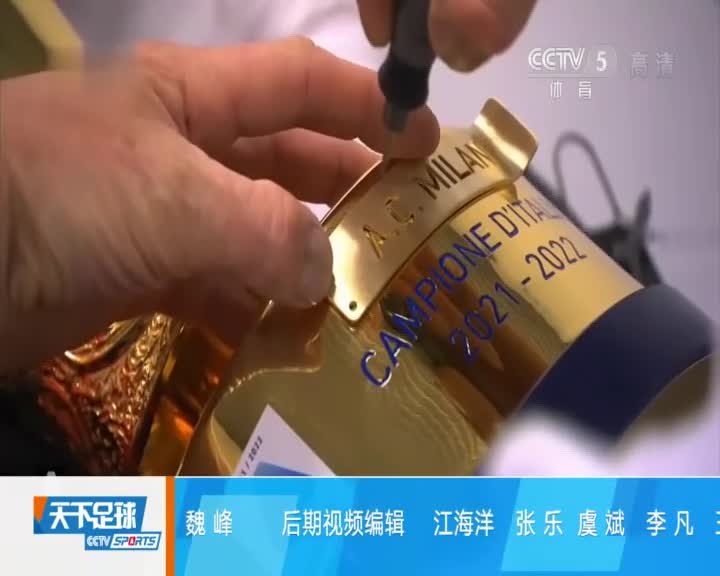 CCTV 5 高清
体育
A.C. MILAN
CAMPIONE D'ITALIA
2021 - 2022
/ 2022
天下足球
CCTV SPORTS
魏峰 后期视频编辑 江海洋 张乐 虞斌 李凡